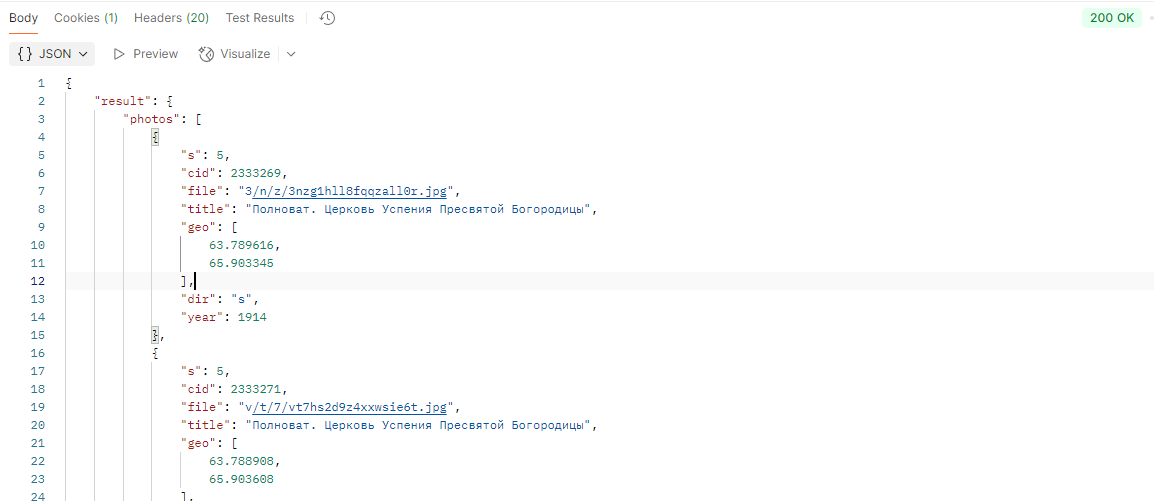 Body Cookies (1) Headers (20) Test Results 200 OK
{} JSON Preview Visualize
1 {
2 "result": {
3 "photos": [
4 {
5 "s": 5,
6 "cid": 2333269,
7 "file": "3/n/z/3nzg1hll8fqqzall0r.jpg",
8 "title": "Полноват. Церковь Успения Пресвятой Богородицы",
9 "geo": [
10 63.789616,
11 65.903345
12 ],
13 "dir": "s",
14 "year": 1914
15 },
16 {
17 "s": 5,
18 "cid": 2333271,
19 "file": "v/t/7/vt7hs2d9z4xxwsie6t.jpg",
20 "title": "Полноват. Церковь Успения Пресвятой Богородицы",
21 "geo": [
22 63.788908,
23 65.903608
24 ],